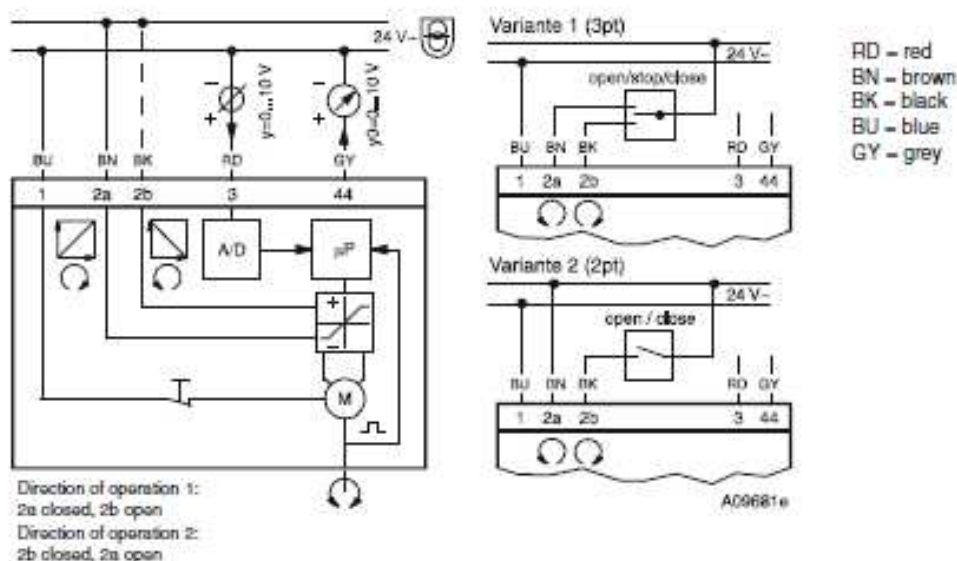 24 V~
y=0...10 V
y0=0...10 V
BU BN BK RD GY
1 2a 2b 3 44
A/D
µP
+
−
M
Direction of operation 1:
2a closed, 2b open
Direction of operation 2:
2b closed, 2a open
Variante 1 (3pt)
24 V~
open/stop/close
BU BN BK RD GY
1 2a 2b 3 44
Variante 2 (2pt)
24 V~
open / close
BU BN BK RD GY
1 2a 2b 3 44
A09681e
RD = red
BN = brown
BK = black
BU = blue
GY = grey